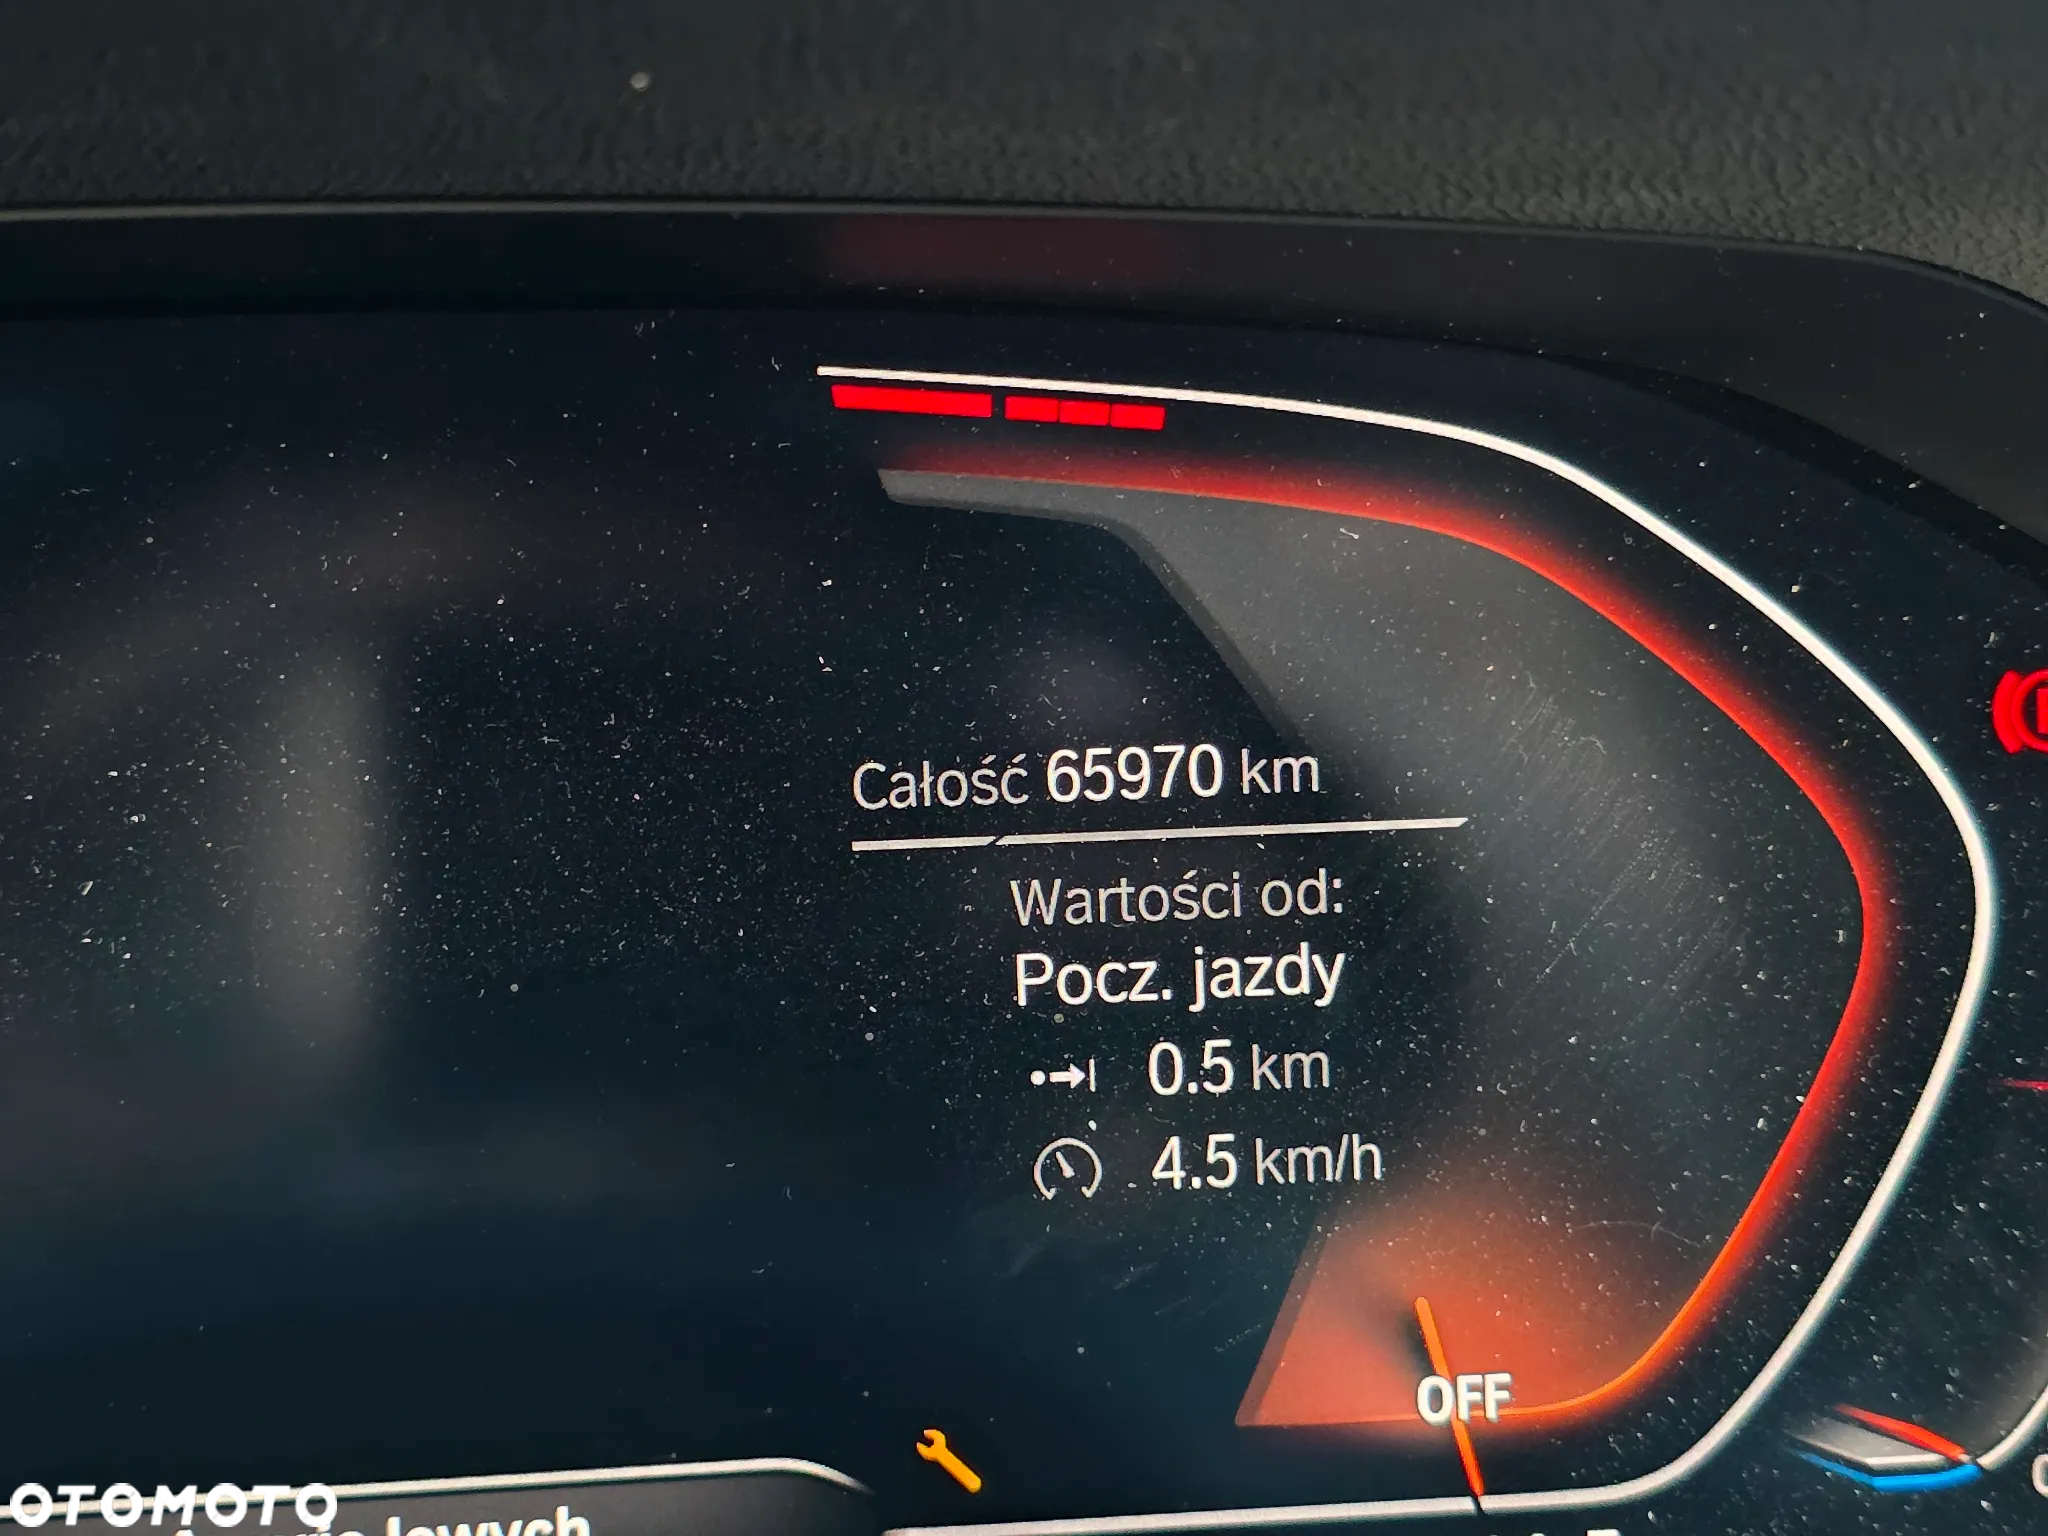 Całość 65970 km
Wartości od:
Pocz. jazdy
0.5 km
4.5 km/h
OFF
OTOMOTO